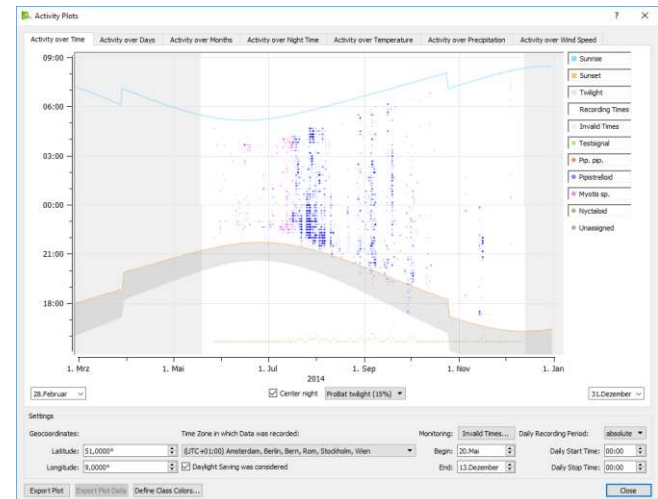 Activity Plots
? X
Activity over Time Activity over Days Activity over Months Activity over Night Time Activity over Temperature Activity over Precipitation Activity over Wind Speed
09:00
06:00
03:00
00:00
21:00
18:00
1. Mrz 1. Mai 1. Jul 1. Sep 1. Nov 1. Jan
2014
Sunrise
Sunset
Twilight
Recording Times
Invalid Times
Testsignal
Pip. pip.
Pipistrelloid
Myotis sp.
Nyctaloid
Unassigned
28.Februar Center night ProBat twilight (15%) 31.Dezember
Settings
Geocoordinates: Time Zone in which Data was recorded: Monitoring: Invalid Times... Daily Recording Period: absolute
Latitude: 51,0000° (UTC+01:00) Amsterdam, Berlin, Bern, Rom, Stockholm, Wien Begin: 20.Mai Daily Start Time: 00:00
Longitude: 9,0000° Daylight Saving was considered End: 13.Dezember Daily Stop Time: 00:00
Export Plot Export Plot Data Define Class Colors... Close